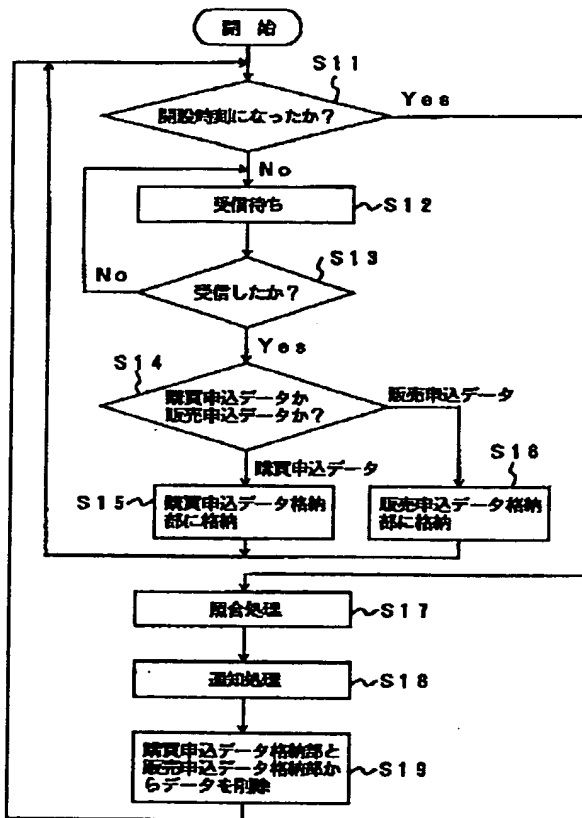 開 始
S11
開設時刻になったか?
Yes
No
受信待ち
S12
S13
No
受信したか?
Yes
S14
購買申込データか
販売申込データか?
販売申込データ
購買申込データ
S15
購買申込データ格納
部に格納
S16
販売申込データ格納
部に格納
照合処理
S17
通知処理
S18
購買申込データ格納部と
販売申込データ格納部か
らデータを削除
S19